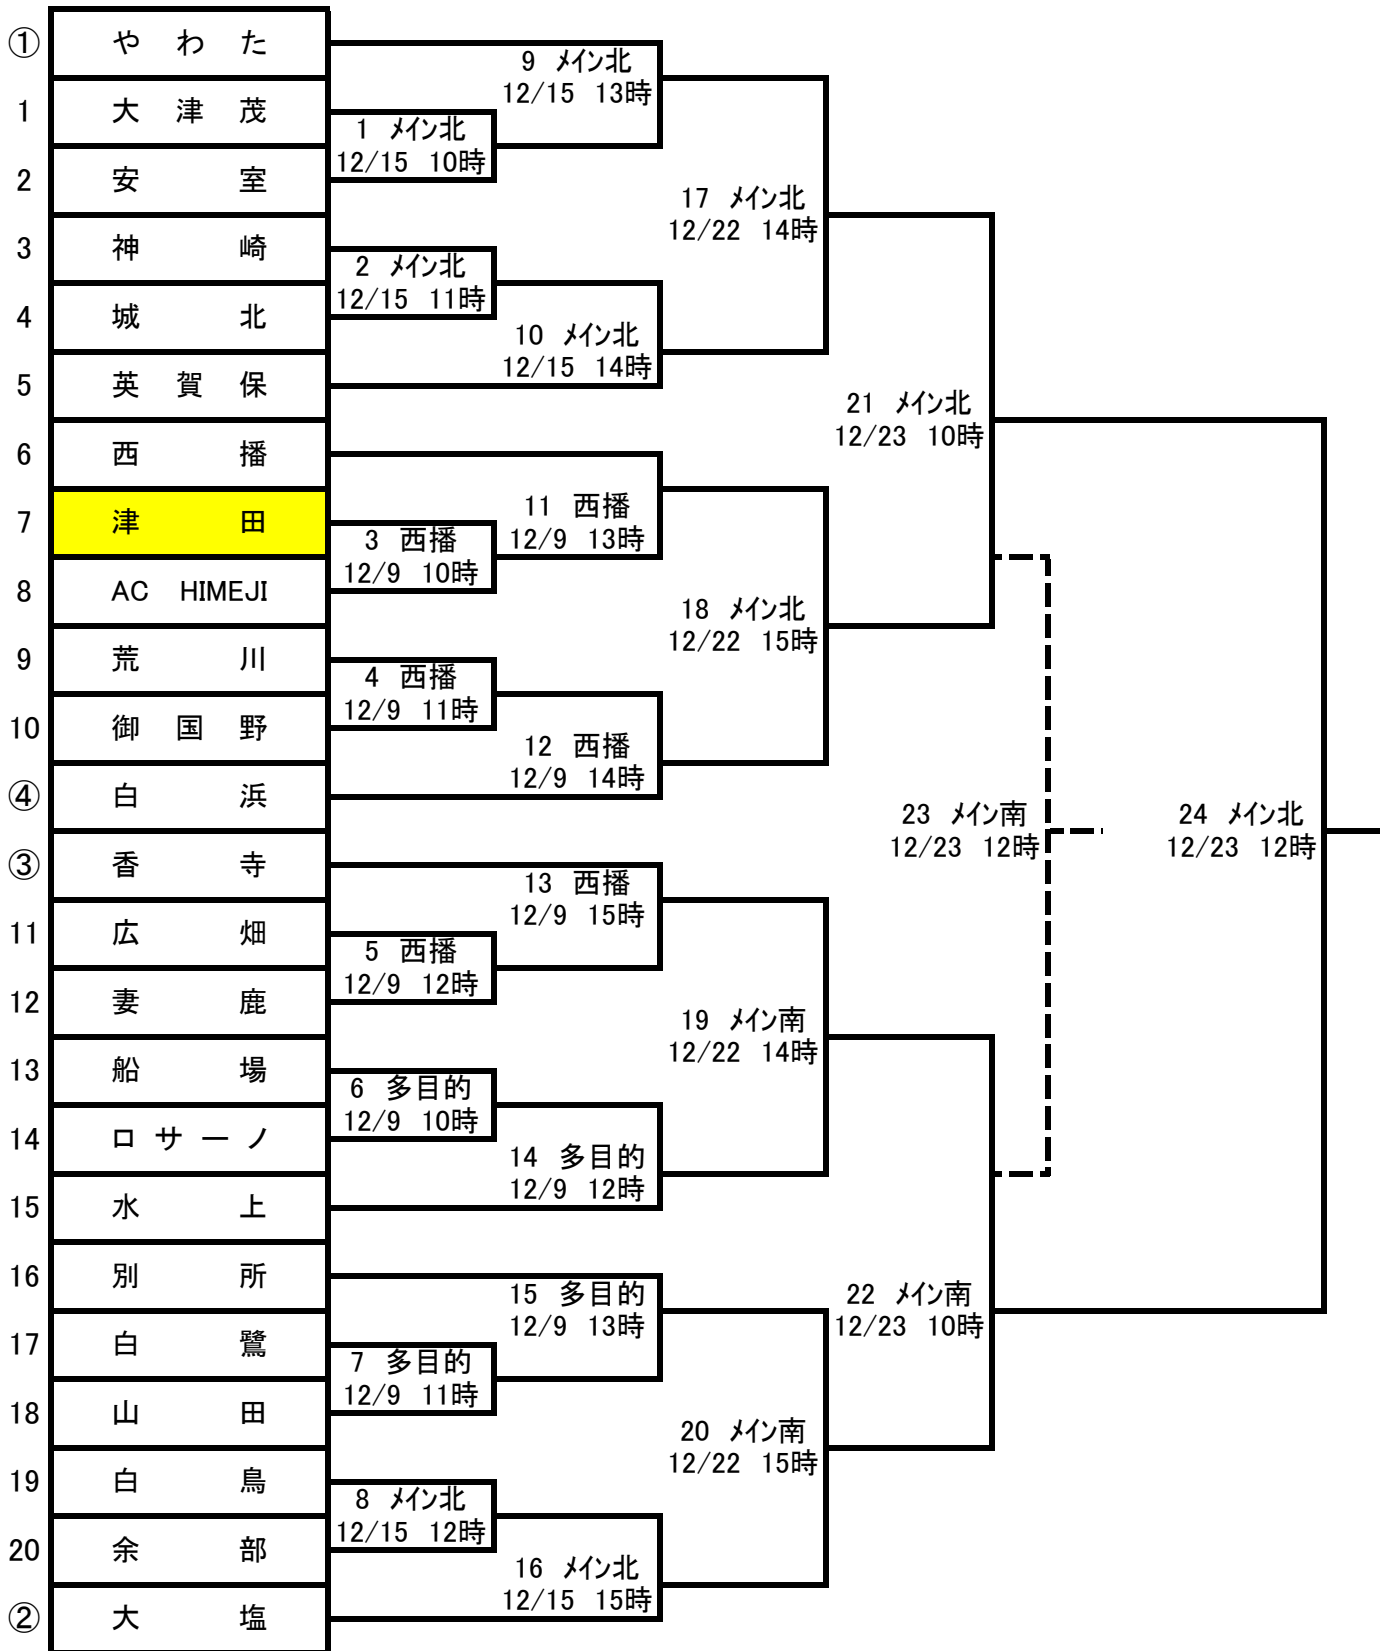 ① やわた
1 大津茂
2 安室
3 神崎
4 城北
5 英賀保
6 西播
7 津田
8 AC HIMEJI
9 荒川
10 御国野
④ 白浜
③ 香寺
11 広畑
12 妻鹿
13 船場
14 ロサーノ
15 水上
16 別所
17 白鷺
18 山田
19 白鳥
20 余部
② 大塩
1 ﾒｲﾝ北
12/15 10時
2 ﾒｲﾝ北
12/15 11時
3 西播
12/9 10時
4 西播
12/9 11時
5 西播
12/9 12時
6 多目的
12/9 10時
7 多目的
12/9 11時
8 ﾒｲﾝ北
12/15 12時
9 ﾒｲﾝ北
12/15 13時
10 ﾒｲﾝ北
12/15 14時
11 西播
12/9 13時
12 西播
12/9 14時
13 西播
12/9 15時
14 多目的
12/9 12時
15 多目的
12/9 13時
16 ﾒｲﾝ北
12/15 15時
17 ﾒｲﾝ北
12/22 14時
18 ﾒｲﾝ北
12/22 15時
19 ﾒｲﾝ南
12/22 14時
20 ﾒｲﾝ南
12/22 15時
21 ﾒｲﾝ北
12/23 10時
22 ﾒｲﾝ南
12/23 10時
23 ﾒｲﾝ南
12/23 12時
24 ﾒｲﾝ北
12/23 12時